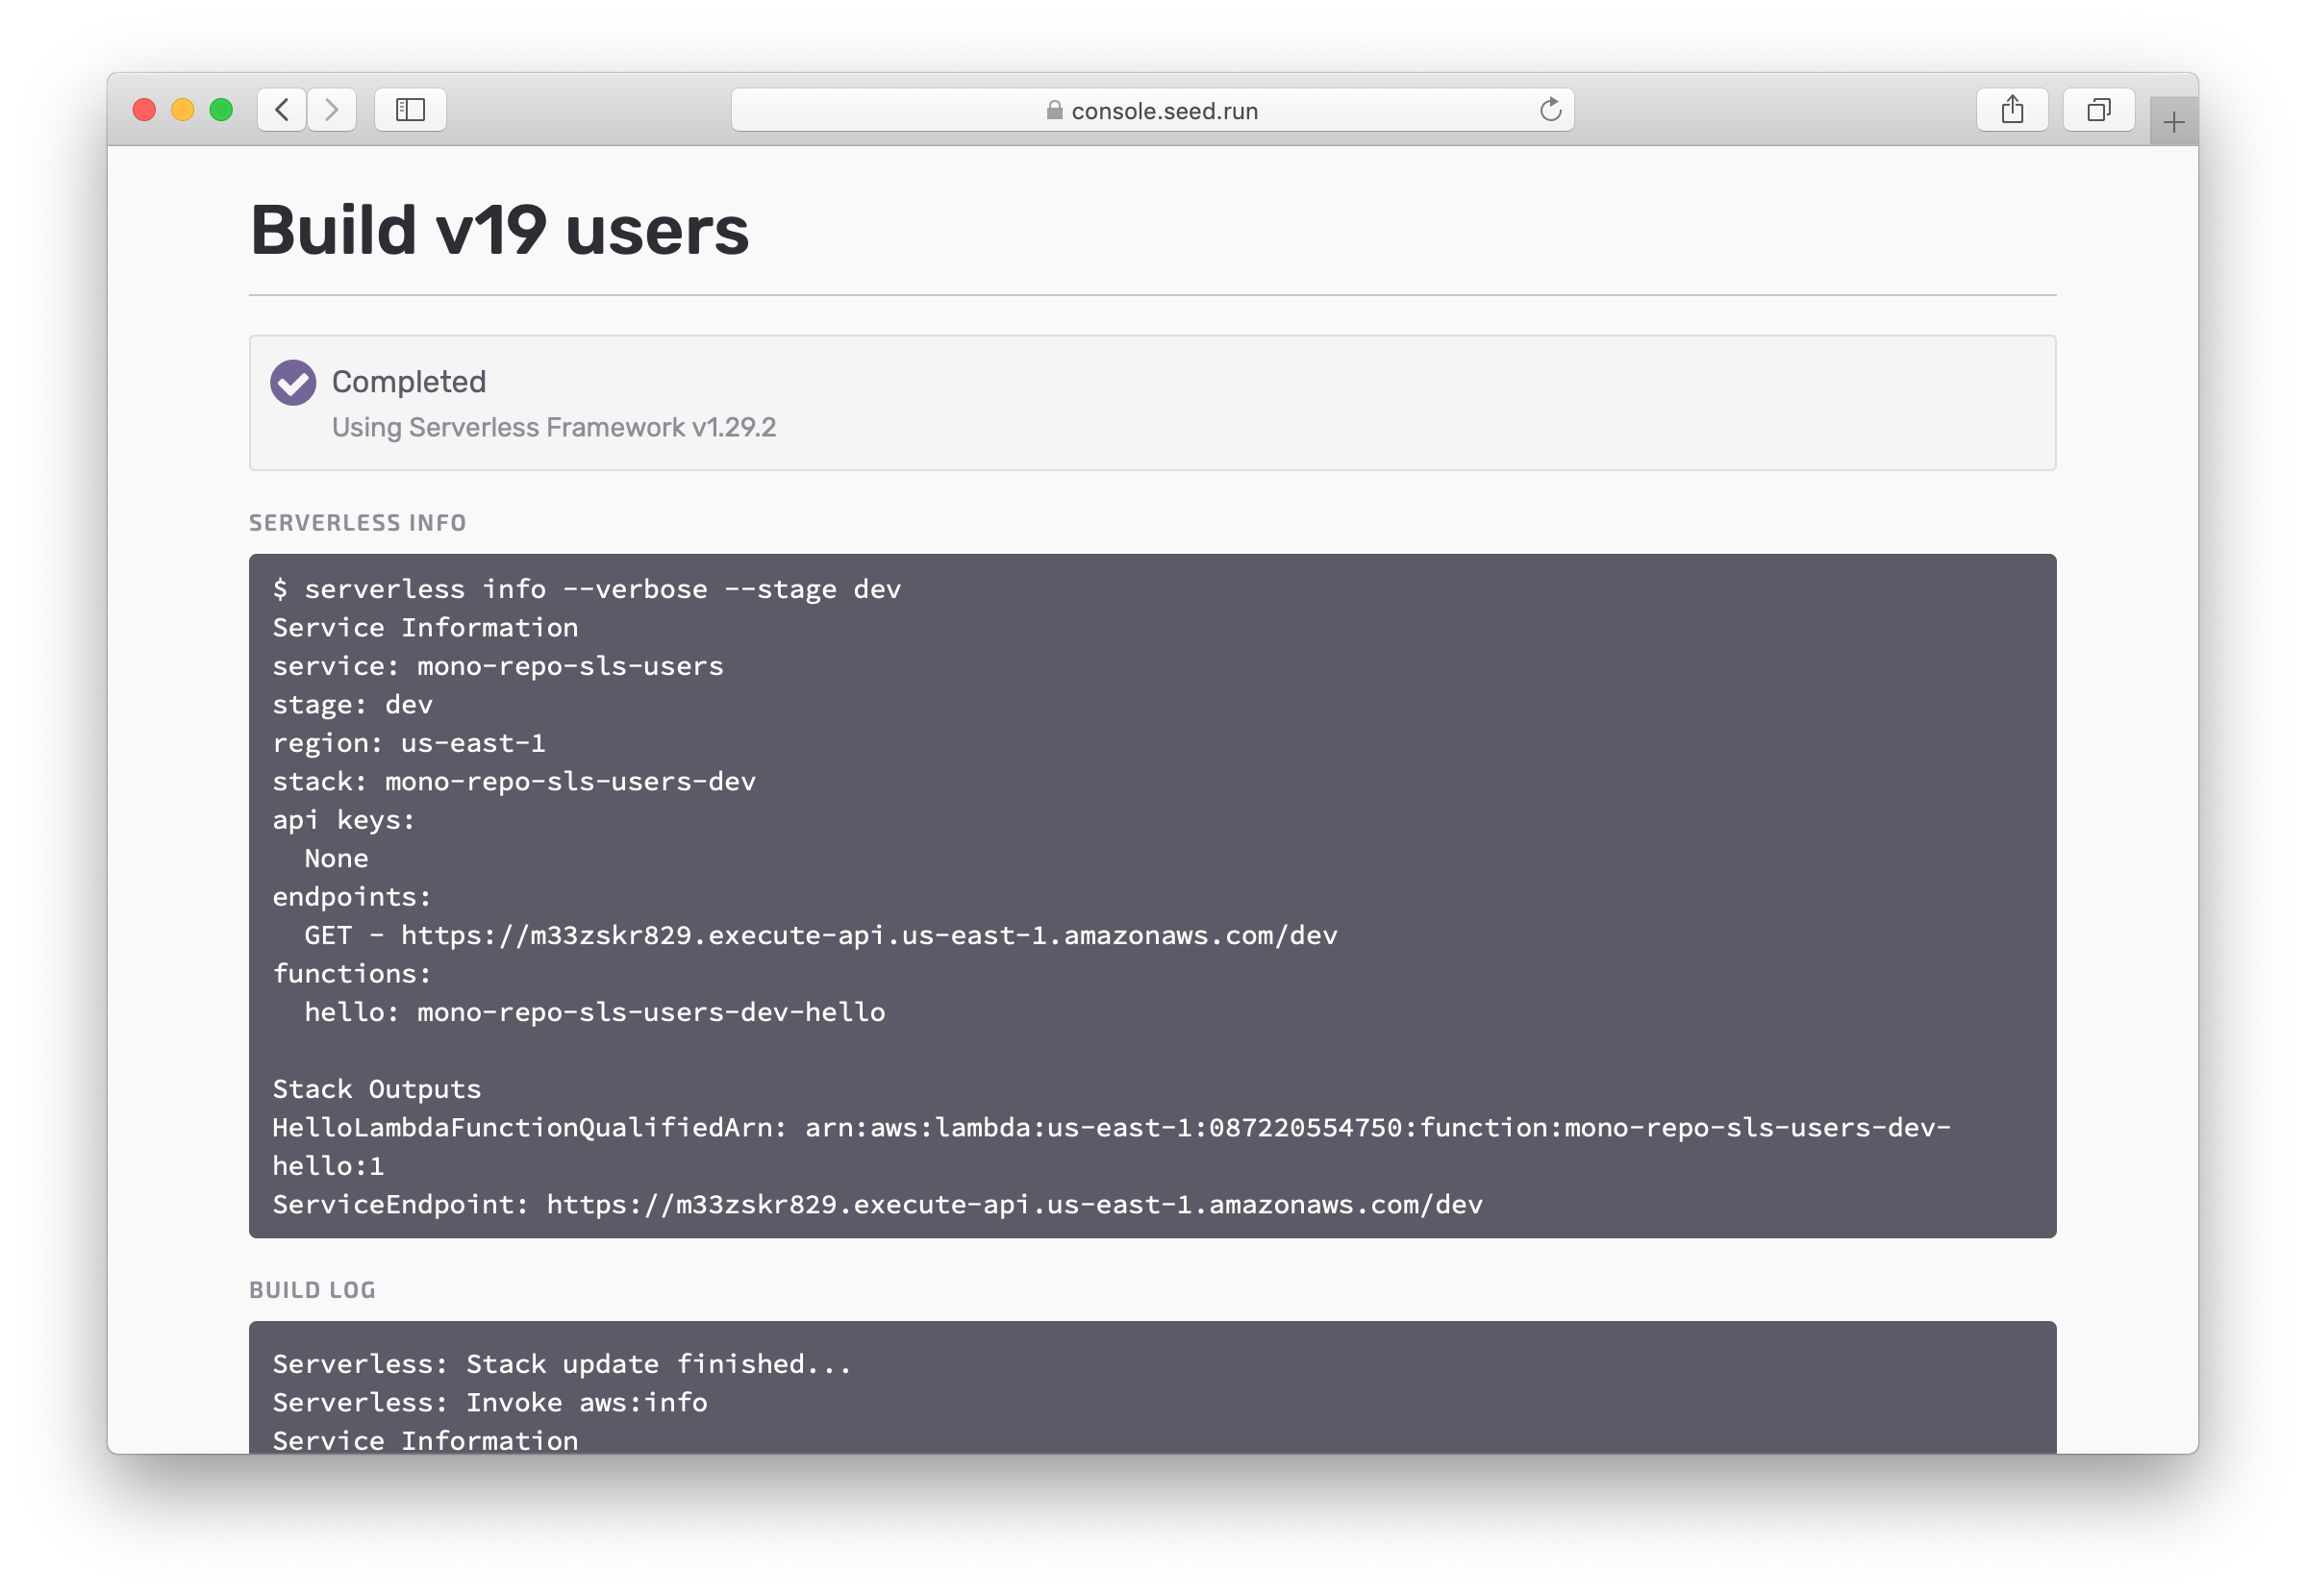 console.seed.run
Build v19 users
Completed
Using Serverless Framework v1.29.2
SERVERLESS INFO
$ serverless info --verbose --stage dev
Service Information
service: mono-repo-sls-users
stage: dev
region: us-east-1
stack: mono-repo-sls-users-dev
api keys:
  None
endpoints:
  GET - https://m33zskr829.execute-api.us-east-1.amazonaws.com/dev
functions:
  hello: mono-repo-sls-users-dev-hello
Stack Outputs
HelloLambdaFunctionQualifiedArn: arn:aws:lambda:us-east-1:087220554750:function:mono-repo-sls-users-dev-
hello:1
ServiceEndpoint: https://m33zskr829.execute-api.us-east-1.amazonaws.com/dev
BUILD LOG
Serverless: Stack update finished...
Serverless: Invoke aws:info
Service Information